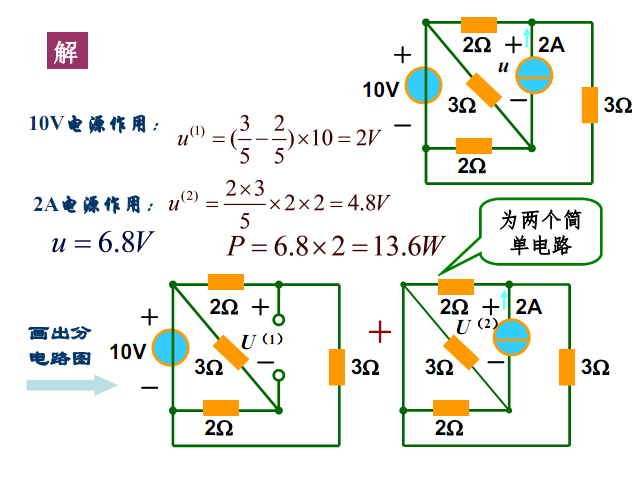 解
2Ω
+
2A
u
+
10V
3Ω
−
3Ω
−
2Ω
10V电源作用： u⁽¹⁾ = (3/5 − 2/5)×10 = 2V
2A电源作用： u⁽²⁾ = 2×3/5 ×2×2 = 4.8V
u = 6.8V
P = 6.8×2 = 13.6W
为两个简
单电路
画出分
电路图
2Ω
+
+
U（1）
10V
3Ω
−
3Ω
−
2Ω
+
2Ω
+
2A
U（2）
3Ω
−
3Ω
2Ω